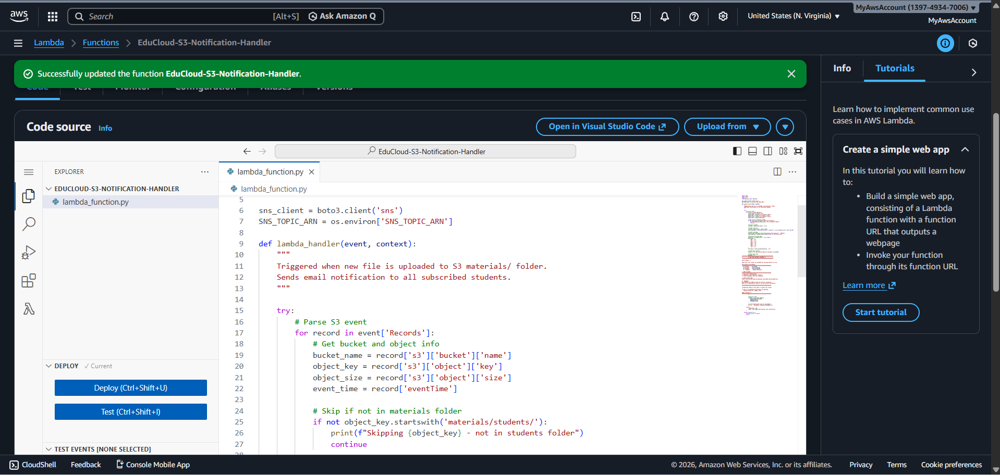 aws
Search
[Alt+S]
Ask Amazon Q
United States (N. Virginia)
MyAwsAccount (1397-4934-7006)
MyAwsAccount
Lambda
Functions
EduCloud-S3-Notification-Handler
Successfully updated the function EduCloud-S3-Notification-Handler.
Code
Test
Monitor
Configuration
Aliases
Versions
Code source
Info
Open in Visual Studio Code
Upload from
EduCloud-S3-Notification-Handler
EXPLORER
EDUCLOUD-S3-NOTIFICATION-HANDLER
lambda_function.py
DEPLOY
Current
Deploy (Ctrl+Shift+U)
Test (Ctrl+Shift+I)
TEST EVENTS [NONE SELECTED]
lambda_function.py
lambda_function.py
5
6 sns_client = boto3.client('sns')
7 SNS_TOPIC_ARN = os.environ['SNS_TOPIC_ARN']
8
9 def lambda_handler(event, context):
10 """
11 Triggered when new file is uploaded to S3 materials/ folder.
12 Sends email notification to all subscribed students.
13 """
14
15 try:
16 # Parse S3 event
17 for record in event['Records']:
18 # Get bucket and object info
19 bucket_name = record['s3']['bucket']['name']
20 object_key = record['s3']['object']['key']
21 object_size = record['s3']['object']['size']
22 event_time = record['eventTime']
23
24 # Skip if not in materials folder
25 if not object_key.startswith('materials/students/'):
26 print(f"Skipping {object_key} - not in students folder")
27 continue
28
Info
Tutorials
Learn how to implement common use
cases in AWS Lambda.
Create a simple web app
In this tutorial you will learn how
to:
• Build a simple web app,
consisting of a Lambda
function with a function
URL that outputs a
webpage
• Invoke your function
through its function URL
Learn more
Start tutorial
CloudShell
Feedback
Console Mobile App
© 2026, Amazon Web Services, Inc. or its affiliates.
Privacy
Terms
Cookie preferences